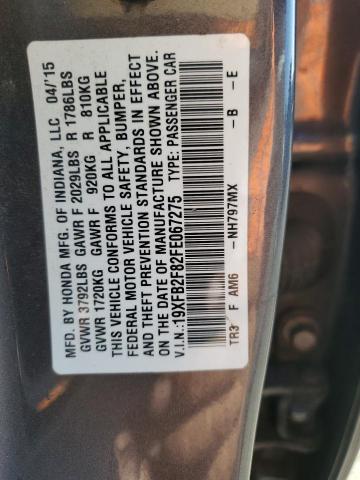 MFD. BY HONDA MFG. OF INDIANA, LLC 04/'15
GVWR 3792LBS GAWR F 2029LBS R 1786LBS
GVWR 1720KG GAWR F 920KG R 810KG
THIS VEHICLE CONFORMS TO ALL APPLICABLE
FEDERAL MOTOR VEHICLE SAFETY, BUMPER,
AND THEFT PREVENTION STANDARDS IN EFFECT
ON THE DATE OF MANUFACTURE SHOWN ABOVE.
V.I.N.:19XFB2F82FE067275 TYPE: PASSENGER CAR
TR3 F AM6 -NH797MX -B -E